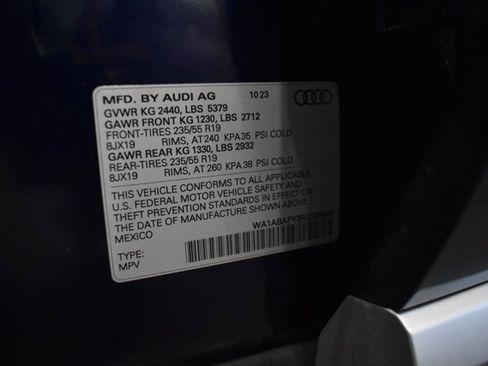 MFD. BY AUDI AG 10 23
GVWR KG 2440, LBS 5379
GAWR FRONT KG 1230, LBS 2712
FRONT-TIRES 235/55 R19
8JX19 RIMS, AT 240 KPA 35 PSI COLD
GAWR REAR KG 1330, LBS 2932
REAR-TIRES 235/55 R19
8JX19 RIMS, AT 260 KPA 38 PSI COLD
THIS VEHICLE CONFORMS TO ALL APPLICABLE
U.S. FEDERAL MOTOR VEHICLE SAFETY AND
THEFT PREVENTION STANDARDS IN EFFECT ON
THE DATE OF MANUFACTURE SHOWN ABOVE.
MEXICO
TYPE:
MPV